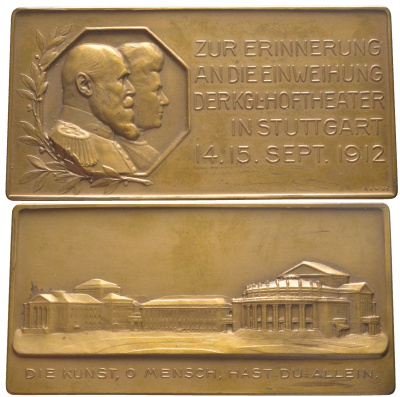 ZUR ERINNERUNG
AN DIE EINWEIHUNG
DER KGL·HOFTHEATER
IN STUTTGART
14.15. SEPT. 1912
DIE KUNST, O MENSCH, HAST DU ALLEIN.